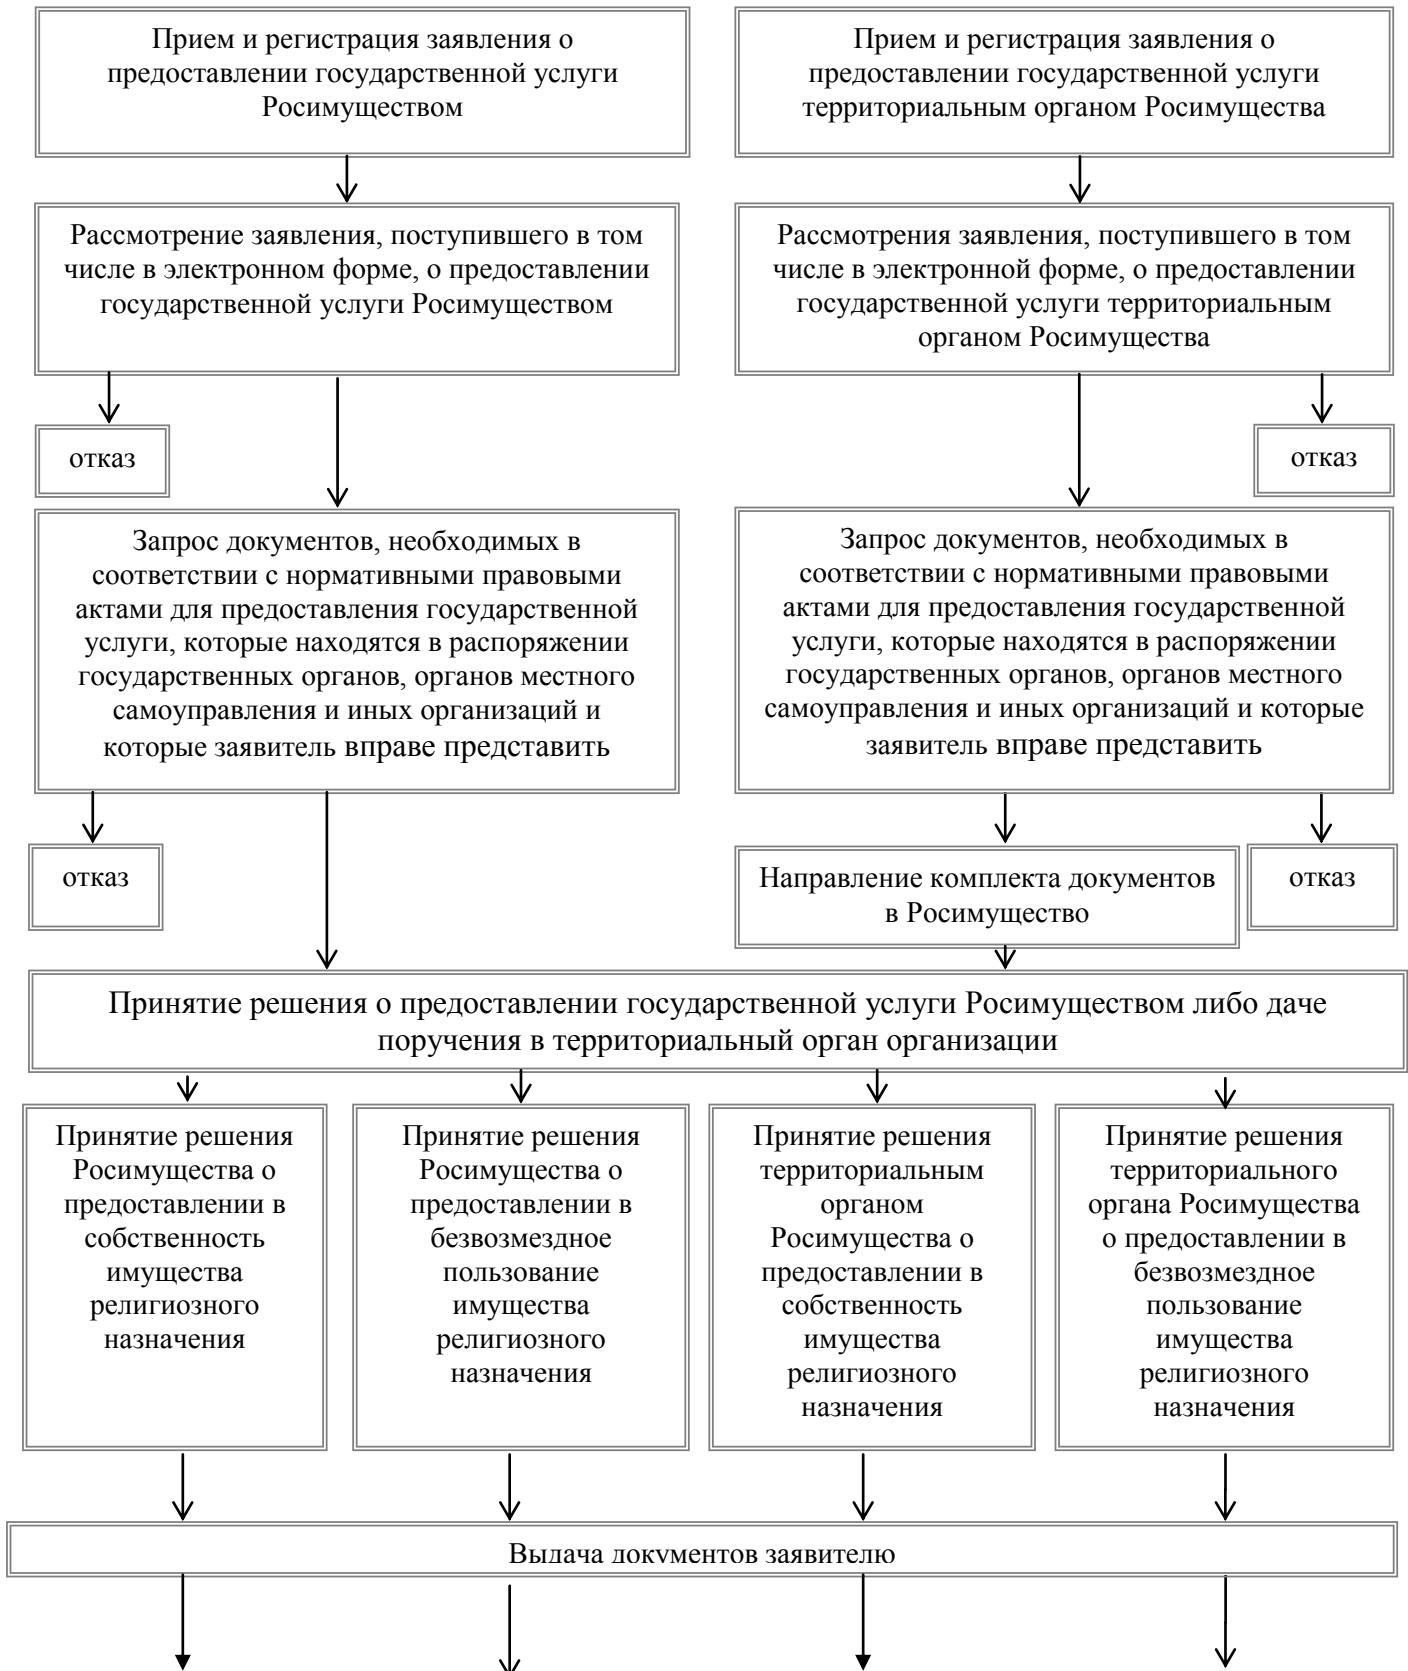 Прием и регистрация заявления о
предоставлении государственной услуги
Росимуществом
Прием и регистрация заявления о
предоставлении государственной услуги
территориальным органом Росимущества
Рассмотрение заявления, поступившего в том
числе в электронном форме, о предоставлении
государственной услуги Росимуществом
Рассмотрения заявления, поступившего в том
числе в электронной форме, о предоставлении
государственной услуги территориальным
органом Росимущества
отказ
отказ
Запрос документов, необходимых в
соответствии с нормативными правовыми
актами для предоставления государственной
услуги, которые находятся в распоряжении
государственных органов, органов местного
самоуправления и иных организаций и
которые заявитель вправе представить
Запрос документов, необходимых в
соответствии с нормативными правовыми
актами для предоставления государственной
услуги, которые находятся в распоряжении
государственных органов, органов местного
самоуправления и иных организаций и которые
заявитель вправе представить
отказ
Направление комплекта документов
в Росимущество
отказ
Принятие решения о предоставлении государственной услуги Росимуществом либо даче
поручения в территориальный орган организации
Принятие решения
Росимущества о
предоставлении в
собственность
имущества
религиозного
назначения
Принятие решения
Росимущества о
предоставлении в
безвозмездное
пользование
имущества
религиозного
назначения
Принятие решения
территориальным
органом
Росимущества о
предоставлении в
собственность
имущества
религиозного
назначения
Принятие решения
территориального
органа Росимущества
о предоставлении в
безвозмездное
пользование
имущества
религиозного
назначения
Выдача документов заявителю